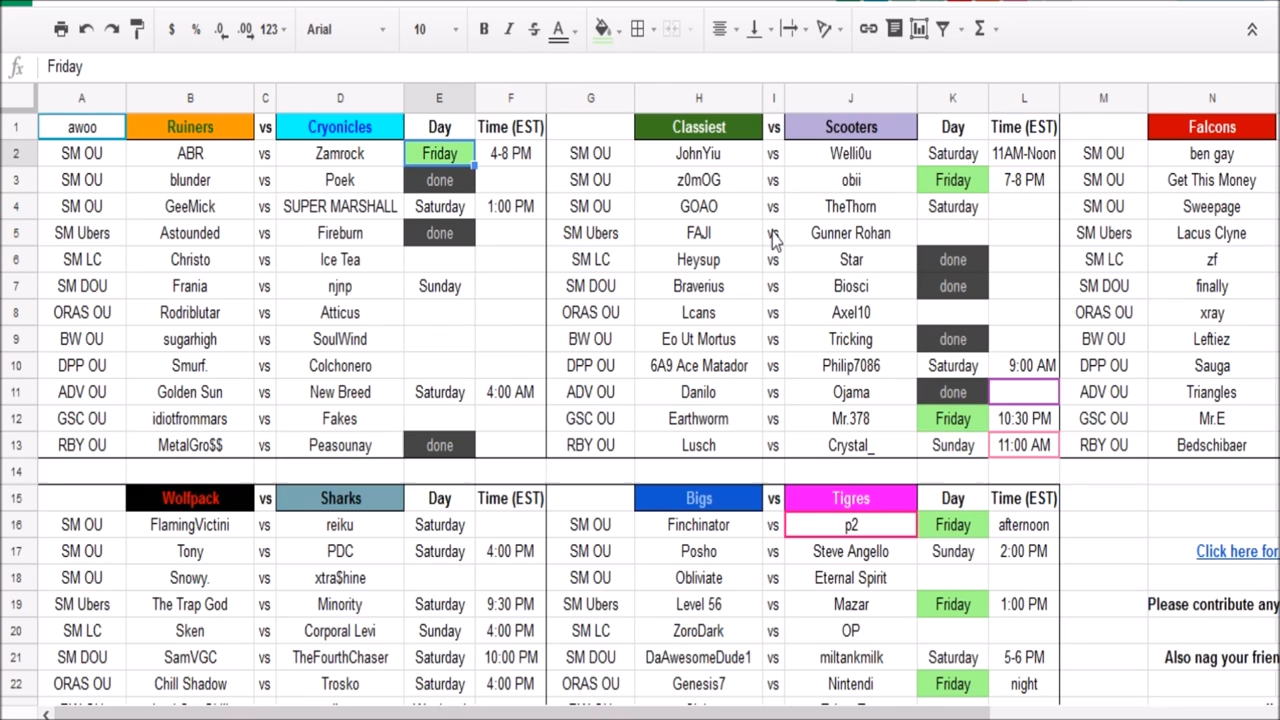 $ % .0 .00 123 Arial 10 B I S A Σ
fx Friday
A B C D E F G H I J K L M N
1 awoo Ruiners vs Cryonicles Day Time (EST) Classiest vs Scooters Day Time (EST) Falcons
2 SM OU ABR vs Zamrock Friday 4-8 PM SM OU JohnYiu vs Welli0u Saturday 11AM-Noon SM OU ben gay
3 SM OU blunder vs Poek done SM OU z0mOG vs obii Friday 7-8 PM SM OU Get This Money
4 SM OU GeeMick vs SUPER MARSHALL Saturday 1:00 PM SM OU GOAO vs TheThorn Saturday SM OU Sweepage
5 SM Ubers Astounded vs Fireburn done SM Ubers FAJI vs Gunner Rohan SM Ubers Lacus Clyne
6 SM LC Christo vs Ice Tea SM LC Heysup vs Star done SM LC zf
7 SM DOU Frania vs njnp Sunday SM DOU Braverius vs Biosci done SM DOU finally
8 ORAS OU Rodriblutar vs Atticus ORAS OU Lcans vs Axel10 ORAS OU xray
9 BW OU sugarhigh vs SoulWind BW OU Eo Ut Mortus vs Tricking done BW OU Leftiez
10 DPP OU Smurf. vs Colchonero DPP OU 6A9 Ace Matador vs Philip7086 Saturday 9:00 AM DPP OU Sauga
11 ADV OU Golden Sun vs New Breed Saturday 4:00 AM ADV OU Danilo vs Ojama done ADV OU Triangles
12 GSC OU idiotfrommars vs Fakes GSC OU Earthworm vs Mr.378 Friday 10:30 PM GSC OU Mr.E
13 RBY OU MetalGro$$ vs Peasounay done RBY OU Lusch vs Crystal_ Sunday 11:00 AM RBY OU Bedschibaer
14
15 Wolfpack vs Sharks Day Time (EST) Bigs vs Tigres Day Time (EST)
16 SM OU FlamingVictini vs reiku Saturday SM OU Finchinator vs p2 Friday afternoon
17 SM OU Tony vs PDC Saturday 4:00 PM SM OU Posho vs Steve Angello Sunday 2:00 PM Click here for
18 SM OU Snowy. vs xtra$hine SM OU Obliviate vs Eternal Spirit
19 SM Ubers The Trap God vs Minority Saturday 9:30 PM SM Ubers Level 56 vs Mazar Friday 1:00 PM Please contribute any
20 SM LC Sken vs Corporal Levi Sunday 4:00 PM SM LC ZoroDark vs OP
21 SM DOU SamVGC vs TheFourthChaser Saturday 10:00 PM SM DOU DaAwesomeDude1 vs miltankmilk Saturday 5-6 PM Also nag your frien
22 ORAS OU Chill Shadow vs Trosko Saturday 4:00 PM ORAS OU Genesis7 vs Nintendi Friday night